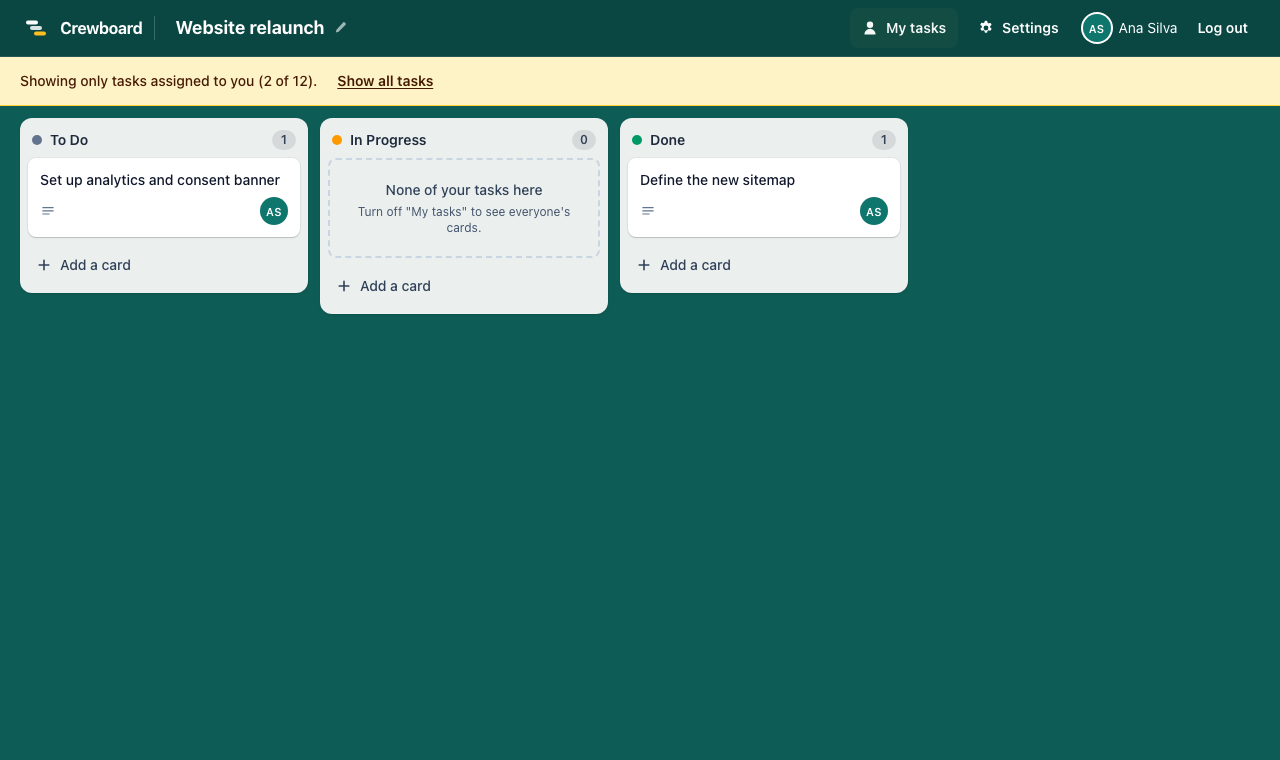 Crewboard
Website relaunch
My tasks
Settings
AS
Ana Silva
Log out
Showing only tasks assigned to you (2 of 12).
Show all tasks
To Do
1
Set up analytics and consent banner
AS
Add a card
In Progress
0
None of your tasks here
Turn off "My tasks" to see everyone's
cards.
Add a card
Done
1
Define the new sitemap
AS
Add a card